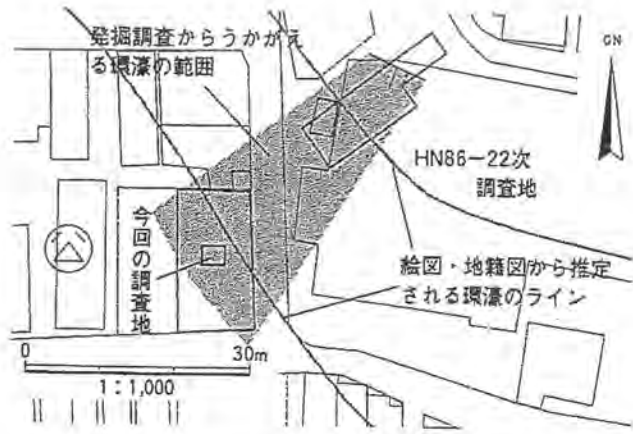 発掘調査からうかがえ
る環濠の範囲
GN
HN86-22次
調査地
今回の調査地
絵図・地籍図から推定
される環濠のライン
0
30m
1:1,000